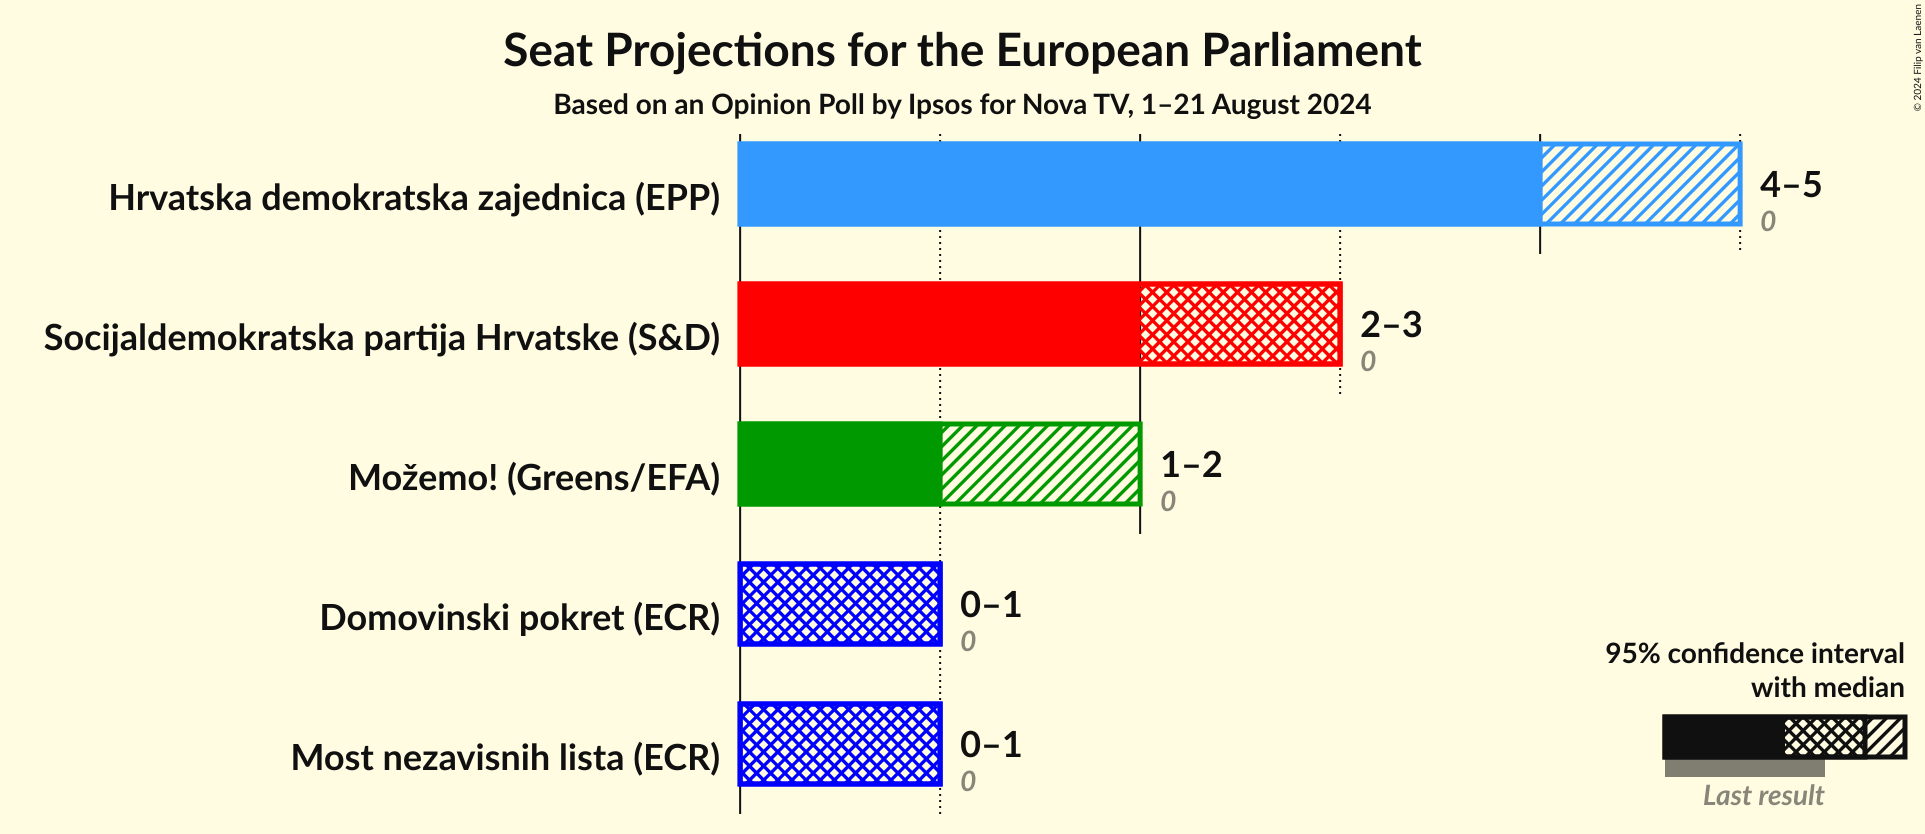 Seat Projections for the European Parliament
Based on an Opinion Poll by Ipsos for Nova TV, 1–21 August 2024
© 2024 Filip van Laenen
Hrvatska demokratska zajednica (EPP)
4–5
0
Socijaldemokratska partija Hrvatske (S&D)
2–3
0
Možemo! (Greens/EFA)
1–2
0
Domovinski pokret (ECR)
0–1
0
Most nezavisnih lista (ECR)
0–1
0
95% confidence interval
with median
Last result